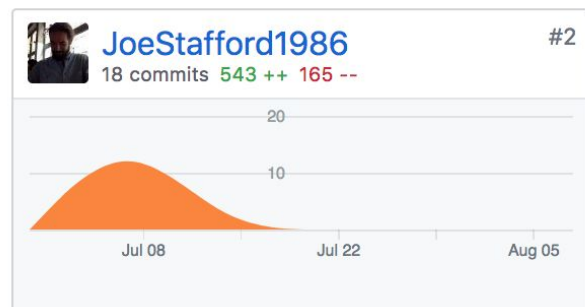 JoeStafford1986
#2
18 commits 543 ++ 165 --
20
10
Jul 08 Jul 22 Aug 05